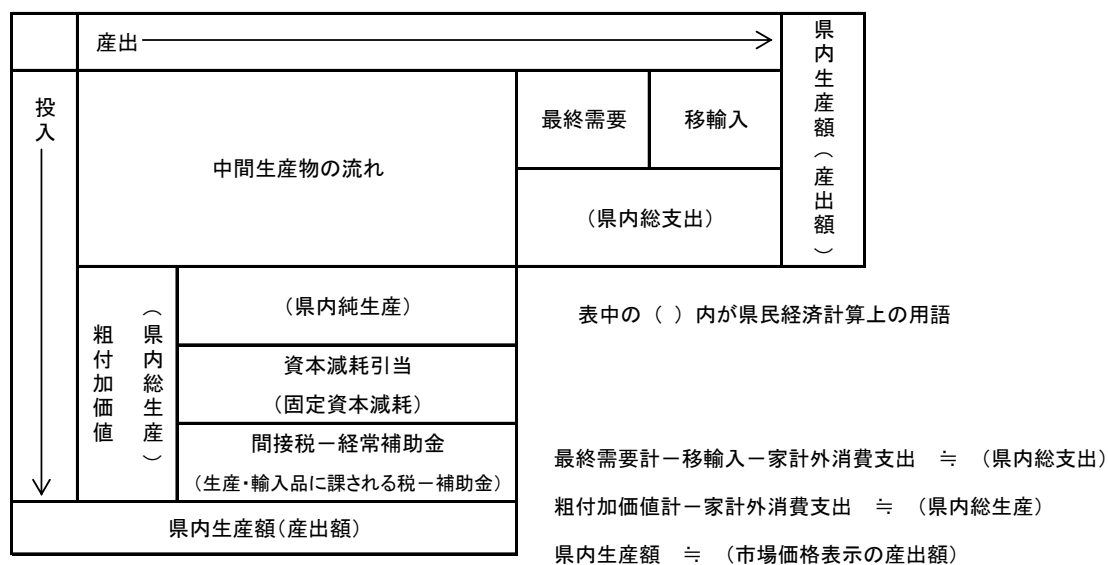 産出
県内生産額（産出額）
投入
最終需要
移輸入
中間生産物の流れ
（県内総支出）
粗付加価値
（県内総生産）
（県内純生産）
表中の（ ）内が県民経済計算上の用語
資本減耗引当
（固定資本減耗）
間接税－経常補助金
（生産・輸入品に課される税－補助金）
最終需要計－移輸入－家計外消費支出 ≒ （県内総支出）
粗付加価値計－家計外消費支出 ≒ （県内総生産）
県内生産額（産出額）
県内生産額 ≒ （市場価格表示の産出額）